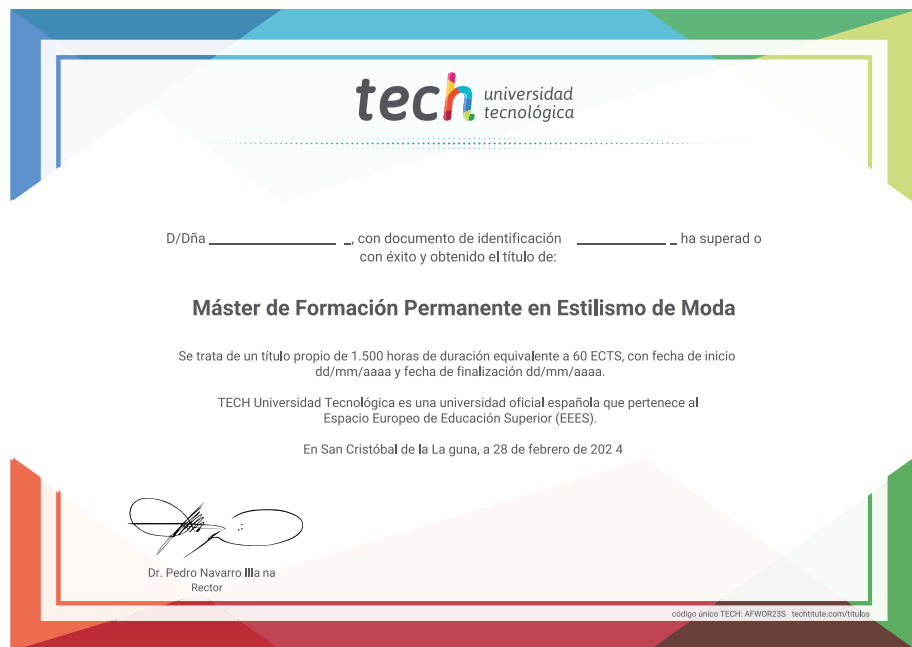 tech universidad
tecnológica
D/Dña ________________ _, con documento de identificación ___________ _ ha superad o
con éxito y obtenido el título de:
Máster de Formación Permanente en Estilismo de Moda
Se trata de un título propio de 1.500 horas de duración equivalente a 60 ECTS, con fecha de inicio
dd/mm/aaaa y fecha de finalización dd/mm/aaaa.
TECH Universidad Tecnológica es una universidad oficial española que pertenece al
Espacio Europeo de Educación Superior (EEES).
En San Cristóbal de la La guna, a 28 de febrero de 202 4
Dr. Pedro Navarro Illa na
Rector
código único TECH: AFWOR23S techtitute.com/titulos